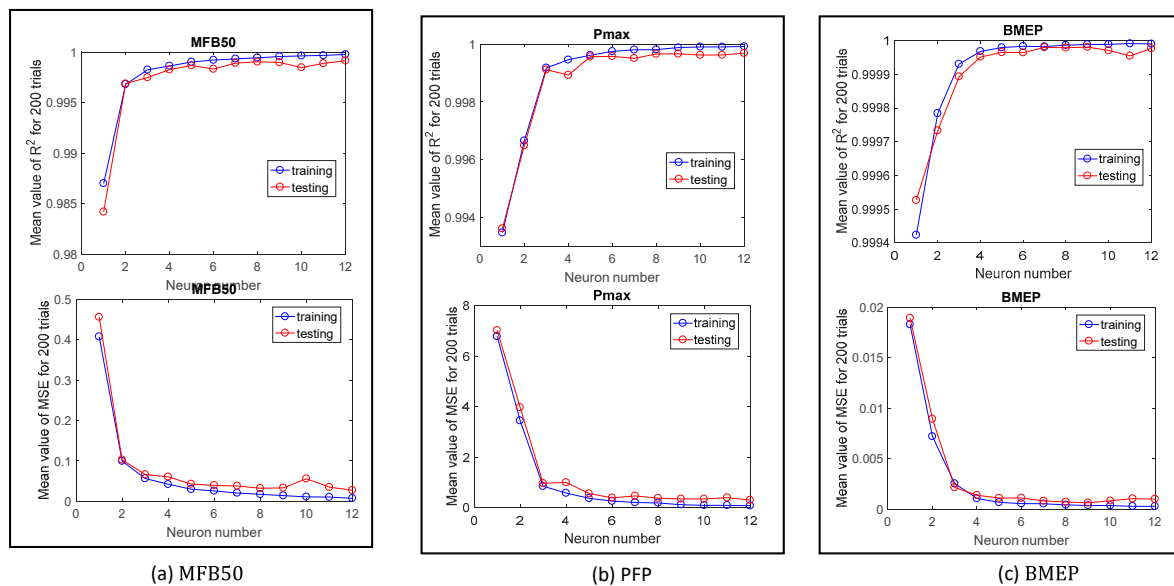 MFB50
Mean value of R² for 200 trials
1
0.995
0.99
0.985
0.98
training
testing
0 2 4 6 8 10 12
Neuron number
MFB50
Mean value of MSE for 200 trials
0.5
0.4
0.3
0.2
0.1
0
training
testing
0 2 4 6 8 10 12
Neuron number
(a) MFB50
Pmax
Mean value of R² for 200 trials
1
0.998
0.996
0.994
training
testing
0 2 4 6 8 10 12
Neuron number
Pmax
Mean value of MSE for 200 trials
8
6
4
2
0
training
testing
0 2 4 6 8 10 12
Neuron number
(b) PFP
BMEP
Mean value of R² for 200 trials
1
0.9999
0.9998
0.9997
0.9996
0.9995
0.9994
training
testing
0 2 4 6 8 10 12
Neuron number
BMEP
Mean value of MSE for 200 trials
0.02
0.015
0.01
0.005
0
training
testing
0 2 4 6 8 10 12
Neuron number
(c) BMEP